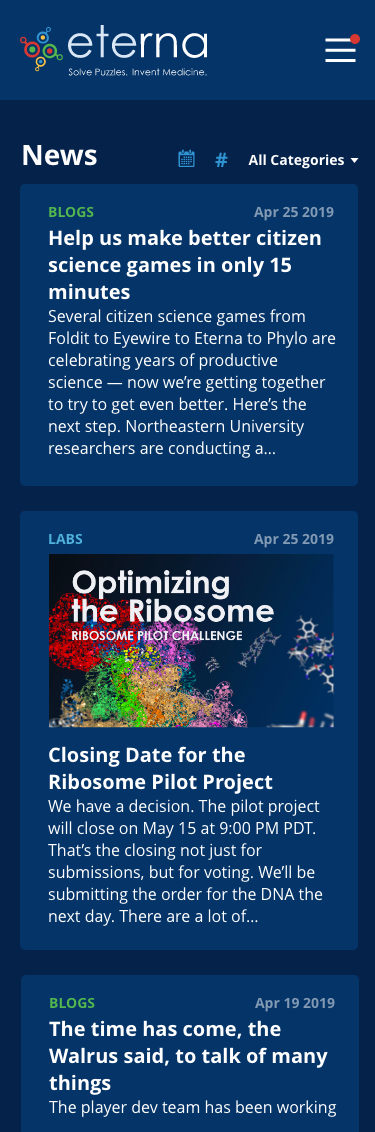 eterna
Solve Puzzles. Invent Medicine.
News
# All Categories
BLOGS Apr 25 2019
Help us make better citizen
science games in only 15
minutes
Several citizen science games from
Foldit to Eyewire to Eterna to Phylo are
celebrating years of productive
science — now we’re getting together
to try to get even better. Here’s the
next step. Northeastern University
researchers are conducting a...
LABS Apr 25 2019
Optimizing
the Ribosome
RIBOSOME PILOT CHALLENGE
Closing Date for the
Ribosome Pilot Project
We have a decision. The pilot project
will close on May 15 at 9:00 PM PDT.
That’s the closing not just for
submissions, but for voting. We’ll be
submitting the order for the DNA the
next day. There are a lot of...
BLOGS Apr 19 2019
The time has come, the
Walrus said, to talk of many
things
The player dev team has been working